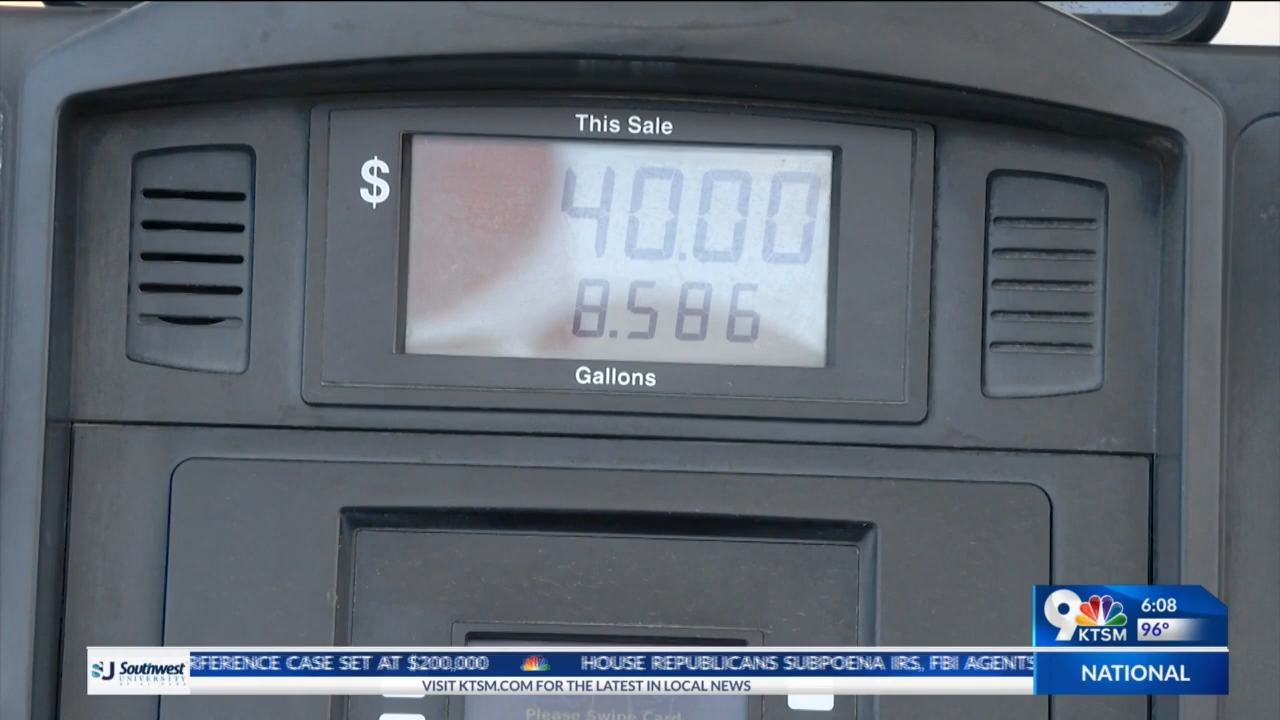 This Sale
$ 40.00
8.586
Gallons
9 KTSM
6:08
96°
NATIONAL
SJ Southwest
UNIVERSITY
RFERENCE CASE SET AT $200,000 HOUSE REPUBLICANS SUBPOENA IRS, FBI AGENTS
VISIT KTSM.COM FOR THE LATEST IN LOCAL NEWS
Please Swipe Card